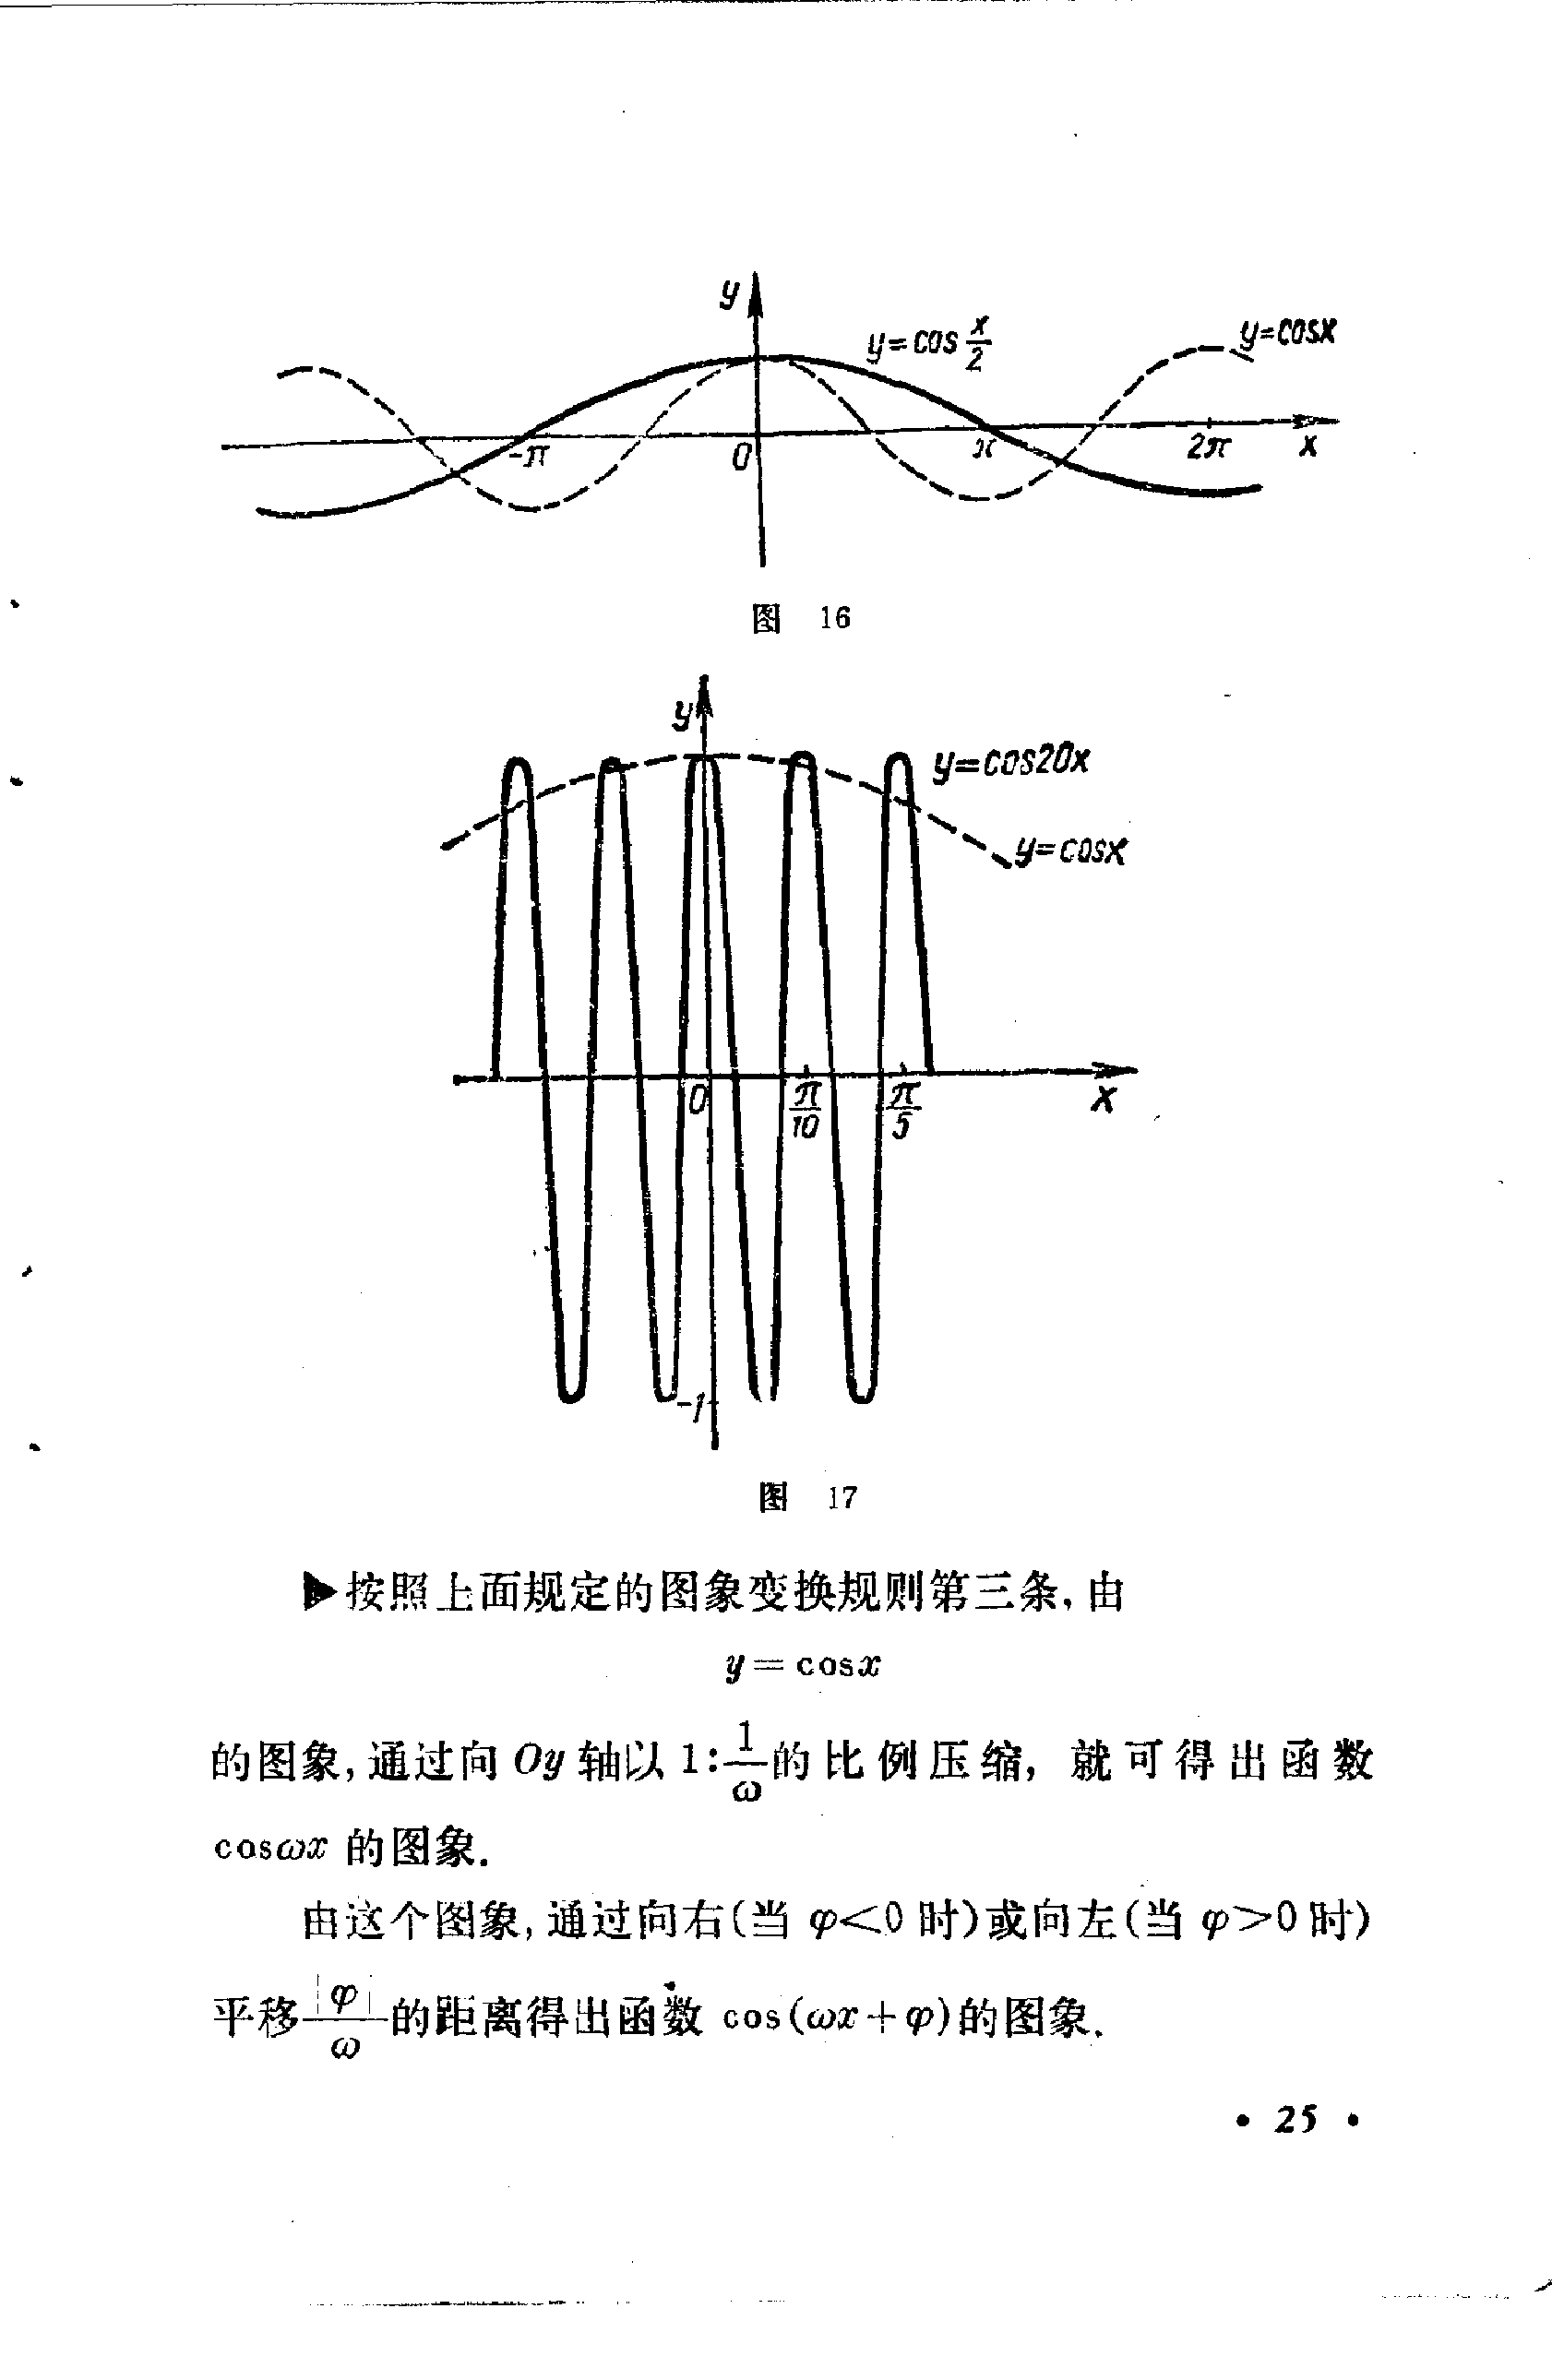 y
y=cos x/2
y=cosx
-π
0
π
2π
x
图 16
y
y=cos20x
y=cosx
0
π/10
π/5
x
-1
图 17
▶按照上面规定的图象变换规则第三条,由
y=cosx
的图象,通过向 Oy 轴以 1:1/ω的比例压缩,就可得出函数
cosωx 的图象.
由这个图象,通过向右(当 φ<0 时)或向左(当 φ>0 时)
平移|φ|/ω的距离得出函数 cos(ωx+φ)的图象.
• 25 •